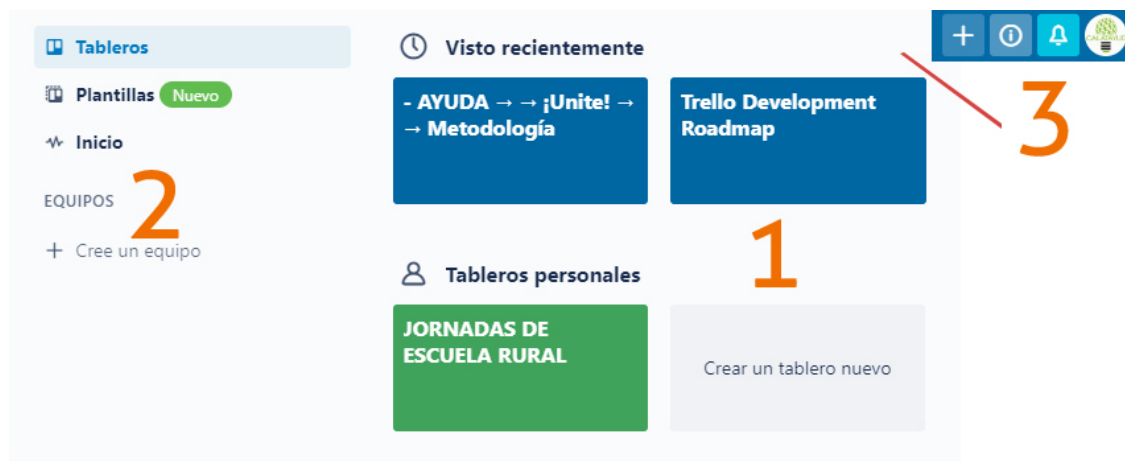 Tableros
Plantillas Nuevo
Inicio
EQUIPOS
2
+ Cree un equipo
Visto recientemente
- AYUDA → → ¡Unite! →
→ Metodología
Trello Development
Roadmap
1
Tableros personales
JORNADAS DE
ESCUELA RURAL
Crear un tablero nuevo
3